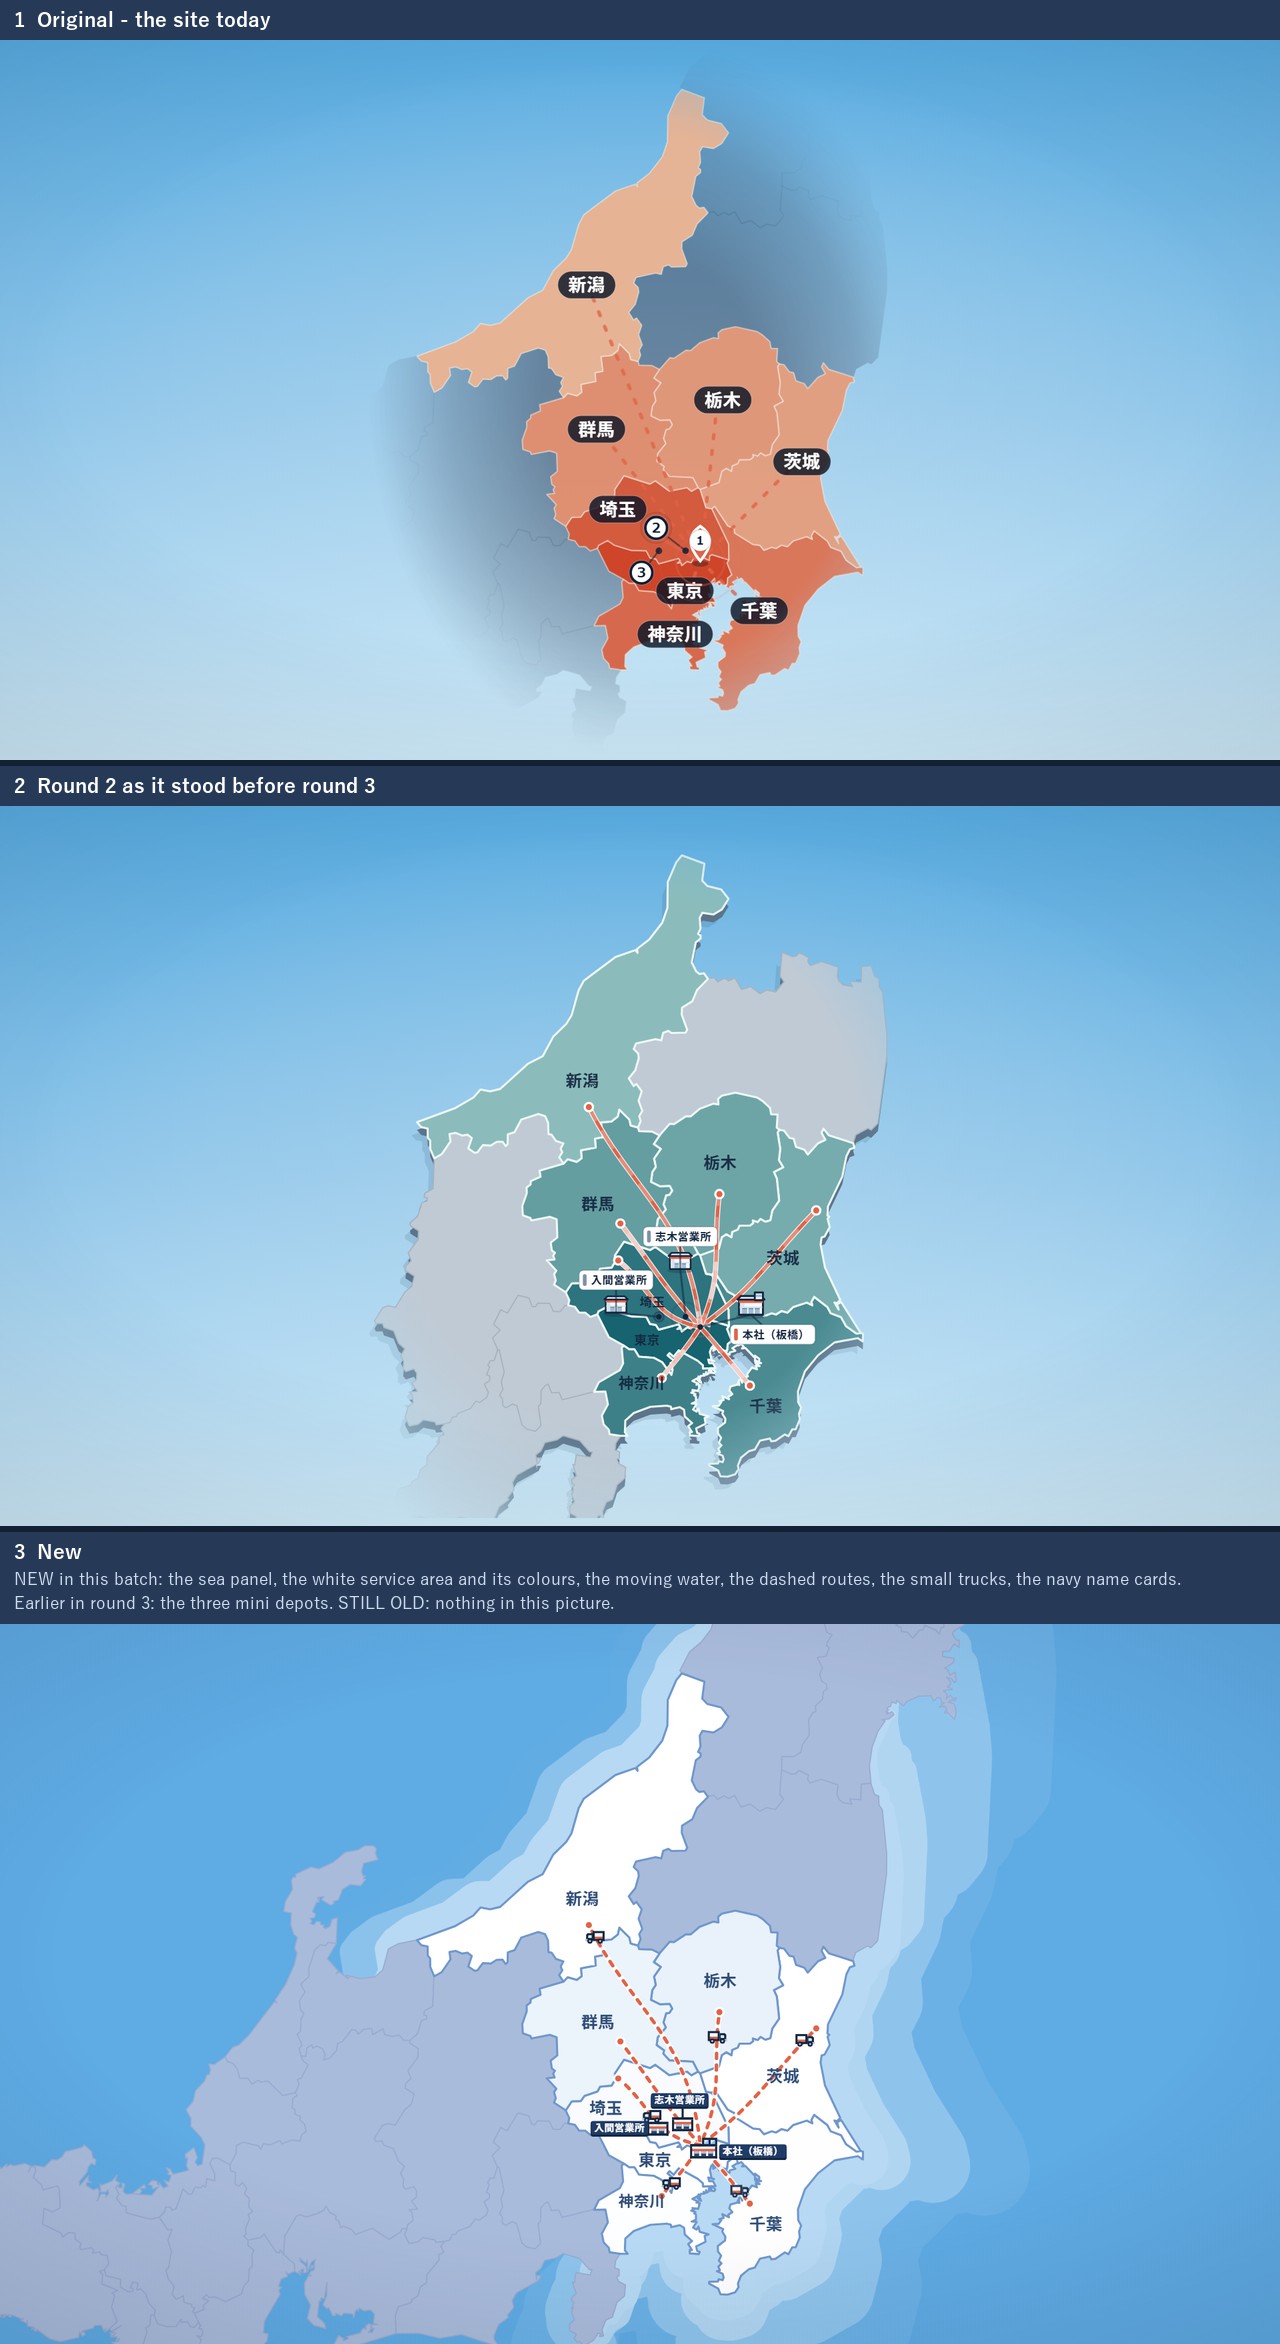 1 Original - the site today
新潟
栃木
群馬
茨城
埼玉
2
1
3
東京
千葉
神奈川
2 Round 2 as it stood before round 3
新潟
栃木
群馬
志木営業所
茨城
入間営業所
埼玉
本社（板橋）
東京
神奈川
千葉
3 New
NEW in this batch: the sea panel, the white service area and its colours, the moving water, the dashed routes, the small trucks, the navy name cards.
Earlier in round 3: the three mini depots. STILL OLD: nothing in this picture.
新潟
栃木
群馬
茨城
志木営業所
埼玉
入間営業所
本社（板橋）
東京
神奈川
千葉